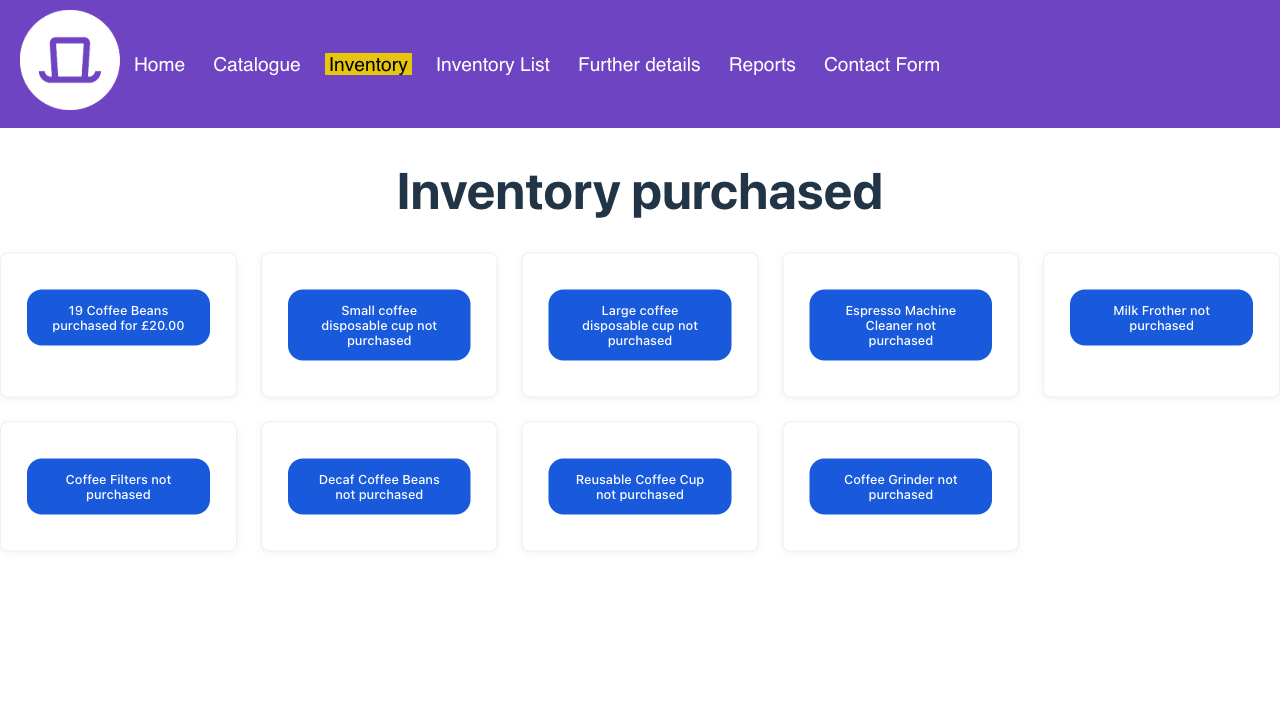 Home Catalogue Inventory Inventory List Further details Reports Contact Form
Inventory purchased
19 Coffee Beans
purchased for £20.00
Small coffee
disposable cup not
purchased
Large coffee
disposable cup not
purchased
Espresso Machine
Cleaner not
purchased
Milk Frother not
purchased
Coffee Filters not
purchased
Decaf Coffee Beans
not purchased
Reusable Coffee Cup
not purchased
Coffee Grinder not
purchased